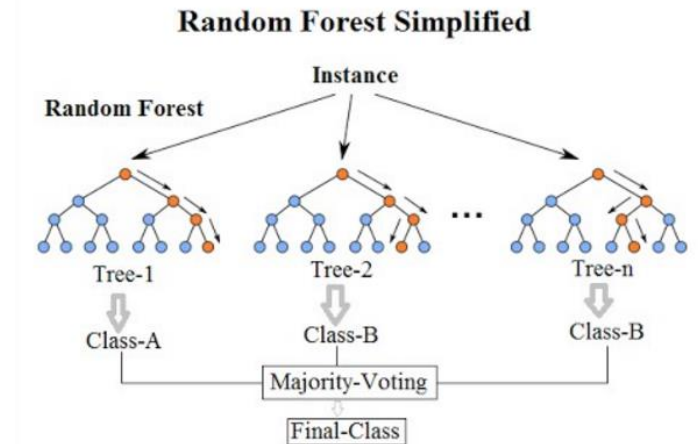 Random Forest Simplified
Instance
Random Forest
...
Tree-1
Tree-2
Tree-n
Class-A
Class-B
Class-B
Majority-Voting
Final-Class